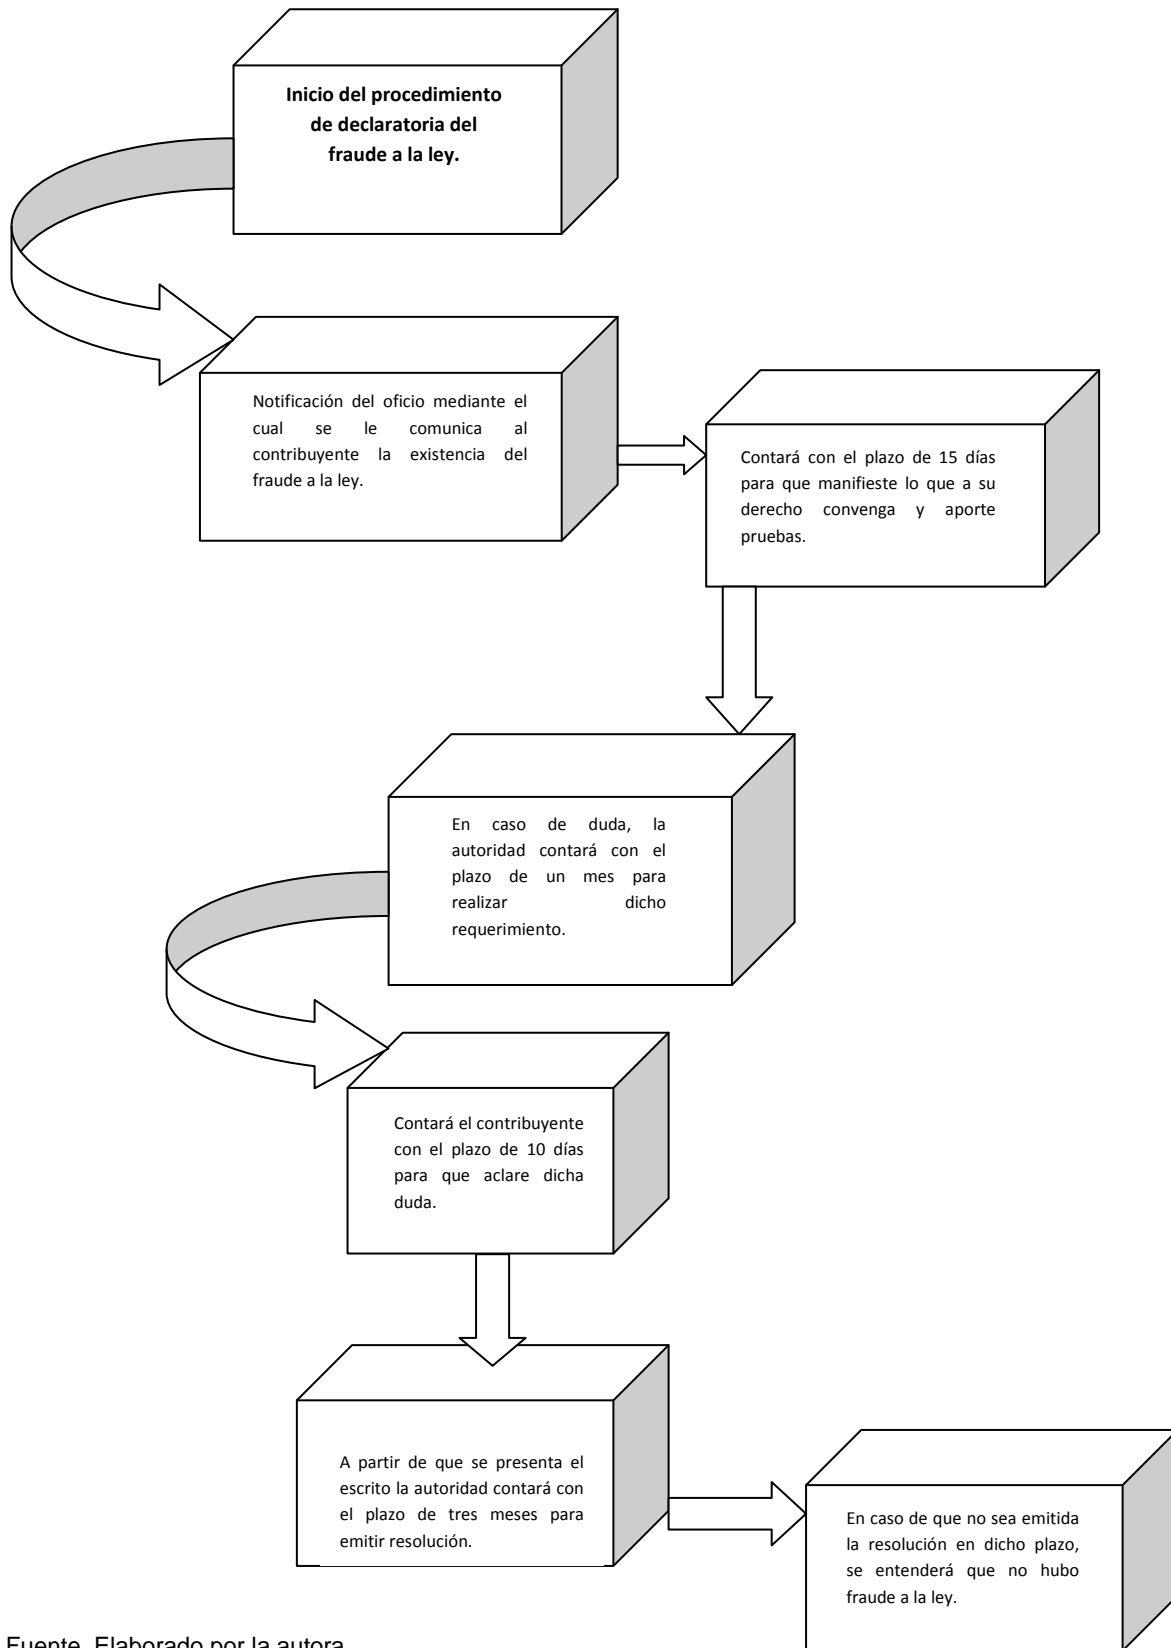 Inicio del procedimiento
de declaratoria del
fraude a la ley.
Notificación del oficio mediante el
cual se le comunica al
contribuyente la existencia del
fraude a la ley.
Contará con el plazo de 15 días
para que manifieste lo que a su
derecho convenga y aporte
pruebas.
En caso de duda, la
autoridad contará con el
plazo de un mes para
realizar dicho
requerimiento.
Contará el contribuyente
con el plazo de 10 días
para que aclare dicha
duda.
A partir de que se presenta el
escrito la autoridad contará con
el plazo de tres meses para
emitir resolución.
En caso de que no sea emitida
la resolución en dicho plazo,
se entenderá que no hubo
fraude a la ley.
Fuente. Elaborado por la autora